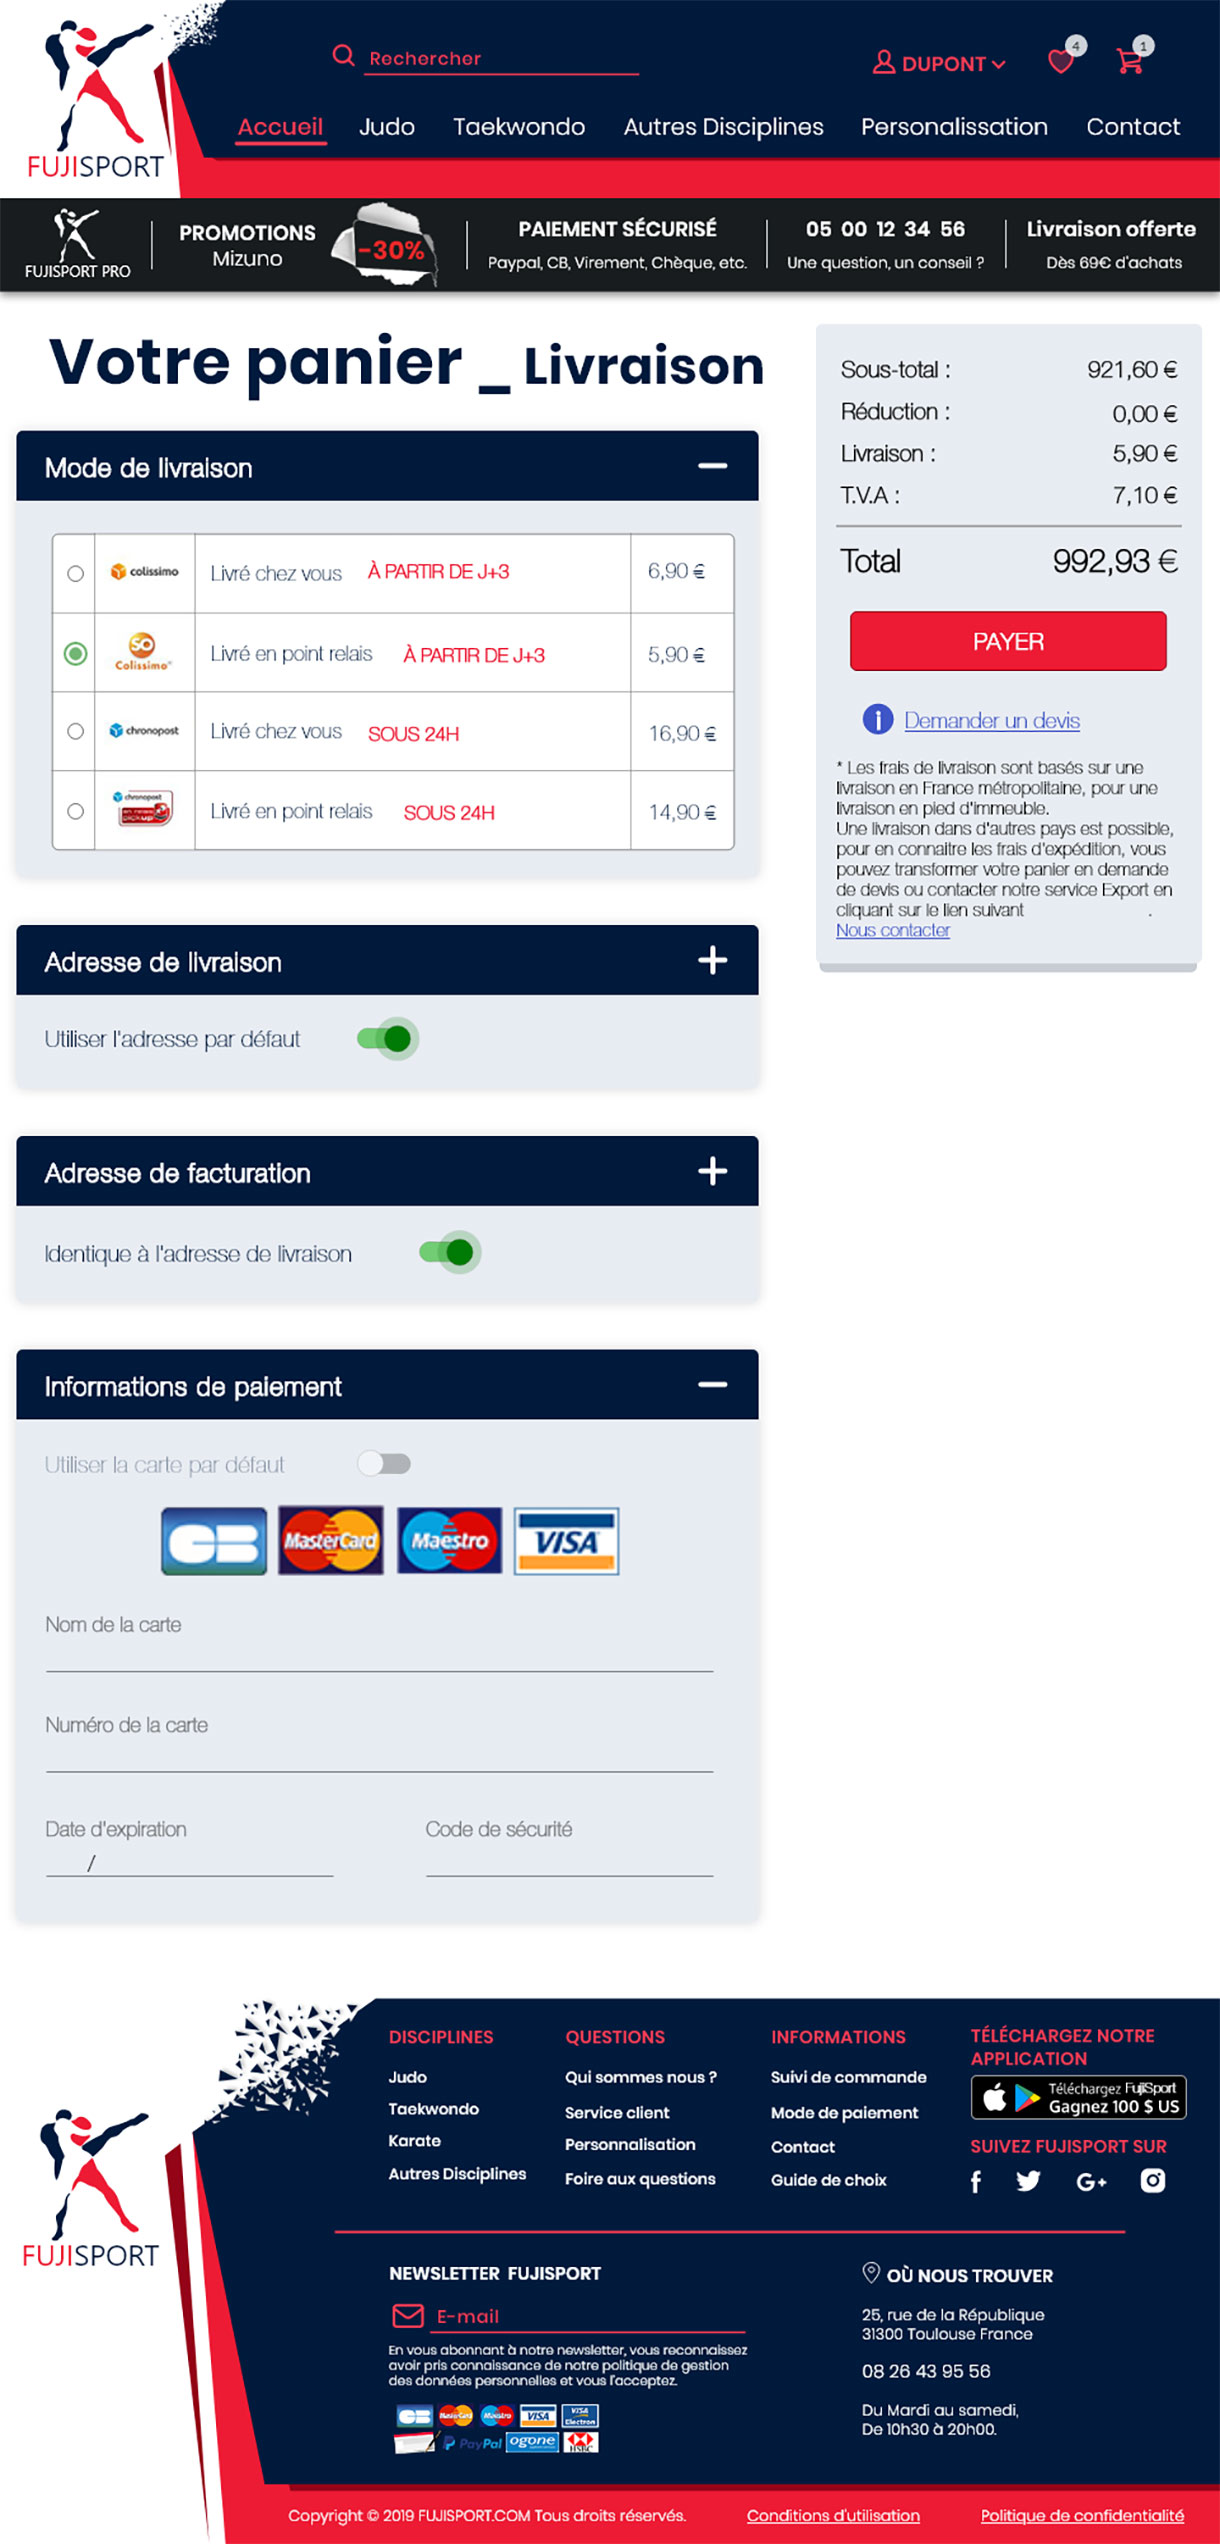 Rechercher
DUPONT
4
1
Accueil Judo Taekwondo Autres Disciplines Personalissation Contact
FUJISPORT
FUJISPORT PRO
PROMOTIONS
Mizuno
-30%
PAIEMENT SÉCURISÉ
Paypal, CB, Virement, Chèque, etc.
05 00 12 34 56
Une question, un conseil ?
Livraison offerte
Dès 69€ d'achats
Votre panier _ Livraison
Mode de livraison
colissimo Livré chez vous À PARTIR DE J+3 6,90 €
SO Colissimo Livré en point relais À PARTIR DE J+3 5,90 €
chronopost Livré chez vous SOUS 24H 16,90 €
chronopost pickup Livré en point relais SOUS 24H 14,90 €
Sous-total : 921,60 €
Réduction : 0,00 €
Livraison : 5,90 €
T.V.A : 7,10 €
Total 992,93 €
PAYER
i Demander un devis
* Les frais de livraison sont basés sur une
livraison en France métropolitaine, pour une
livraison en pied d'immeuble.
Une livraison dans d'autres pays est possible,
pour en connaitre les frais d'expédition, vous
pouvez transformer votre panier en demande
de devis ou contacter notre service Export en
cliquant sur le lien suivant .
Nous contacter
Adresse de livraison
Utiliser l'adresse par défaut
Adresse de facturation
Identique à l'adresse de livraison
Informations de paiement
Utiliser la carte par défaut
CB MasterCard Maestro VISA
Nom de la carte
Numéro de la carte
Date d'expiration Code de sécurité
/
FUJISPORT
DISCIPLINES
Judo
Taekwondo
Karate
Autres Disciplines
QUESTIONS
Qui sommes nous ?
Service client
Personnalisation
Foire aux questions
INFORMATIONS
Suivi de commande
Mode de paiement
Contact
Guide de choix
TÉLÉCHARGEZ NOTRE
APPLICATION
Téléchargez FujiSport
Gagnez 100 $ US
SUIVEZ FUJISPORT SUR
f G+
NEWSLETTER FUJISPORT
E-mail
En vous abonnant à notre newsletter, vous reconnaissez
avoir pris connaissance de notre politique de gestion
des données personnelles et vous l'acceptez.
CB MasterCard Maestro VISA VISA Electron
PayPal ogone HSBC
OÙ NOUS TROUVER
25, rue de la République
31300 Toulouse France
08 26 43 95 56
Du Mardi au samedi,
De 10h30 à 20h00.
Copyright © 2019 FUJISPORT.COM Tous droits réservés. Conditions d'utilisation Politique de confidentialité